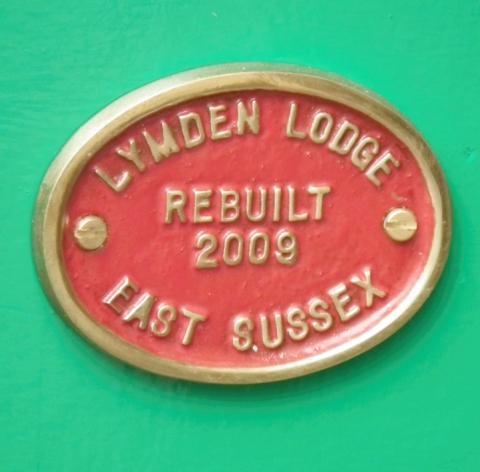 LYMDEN LODGE
REBUILT
2009
EAST SUSSEX